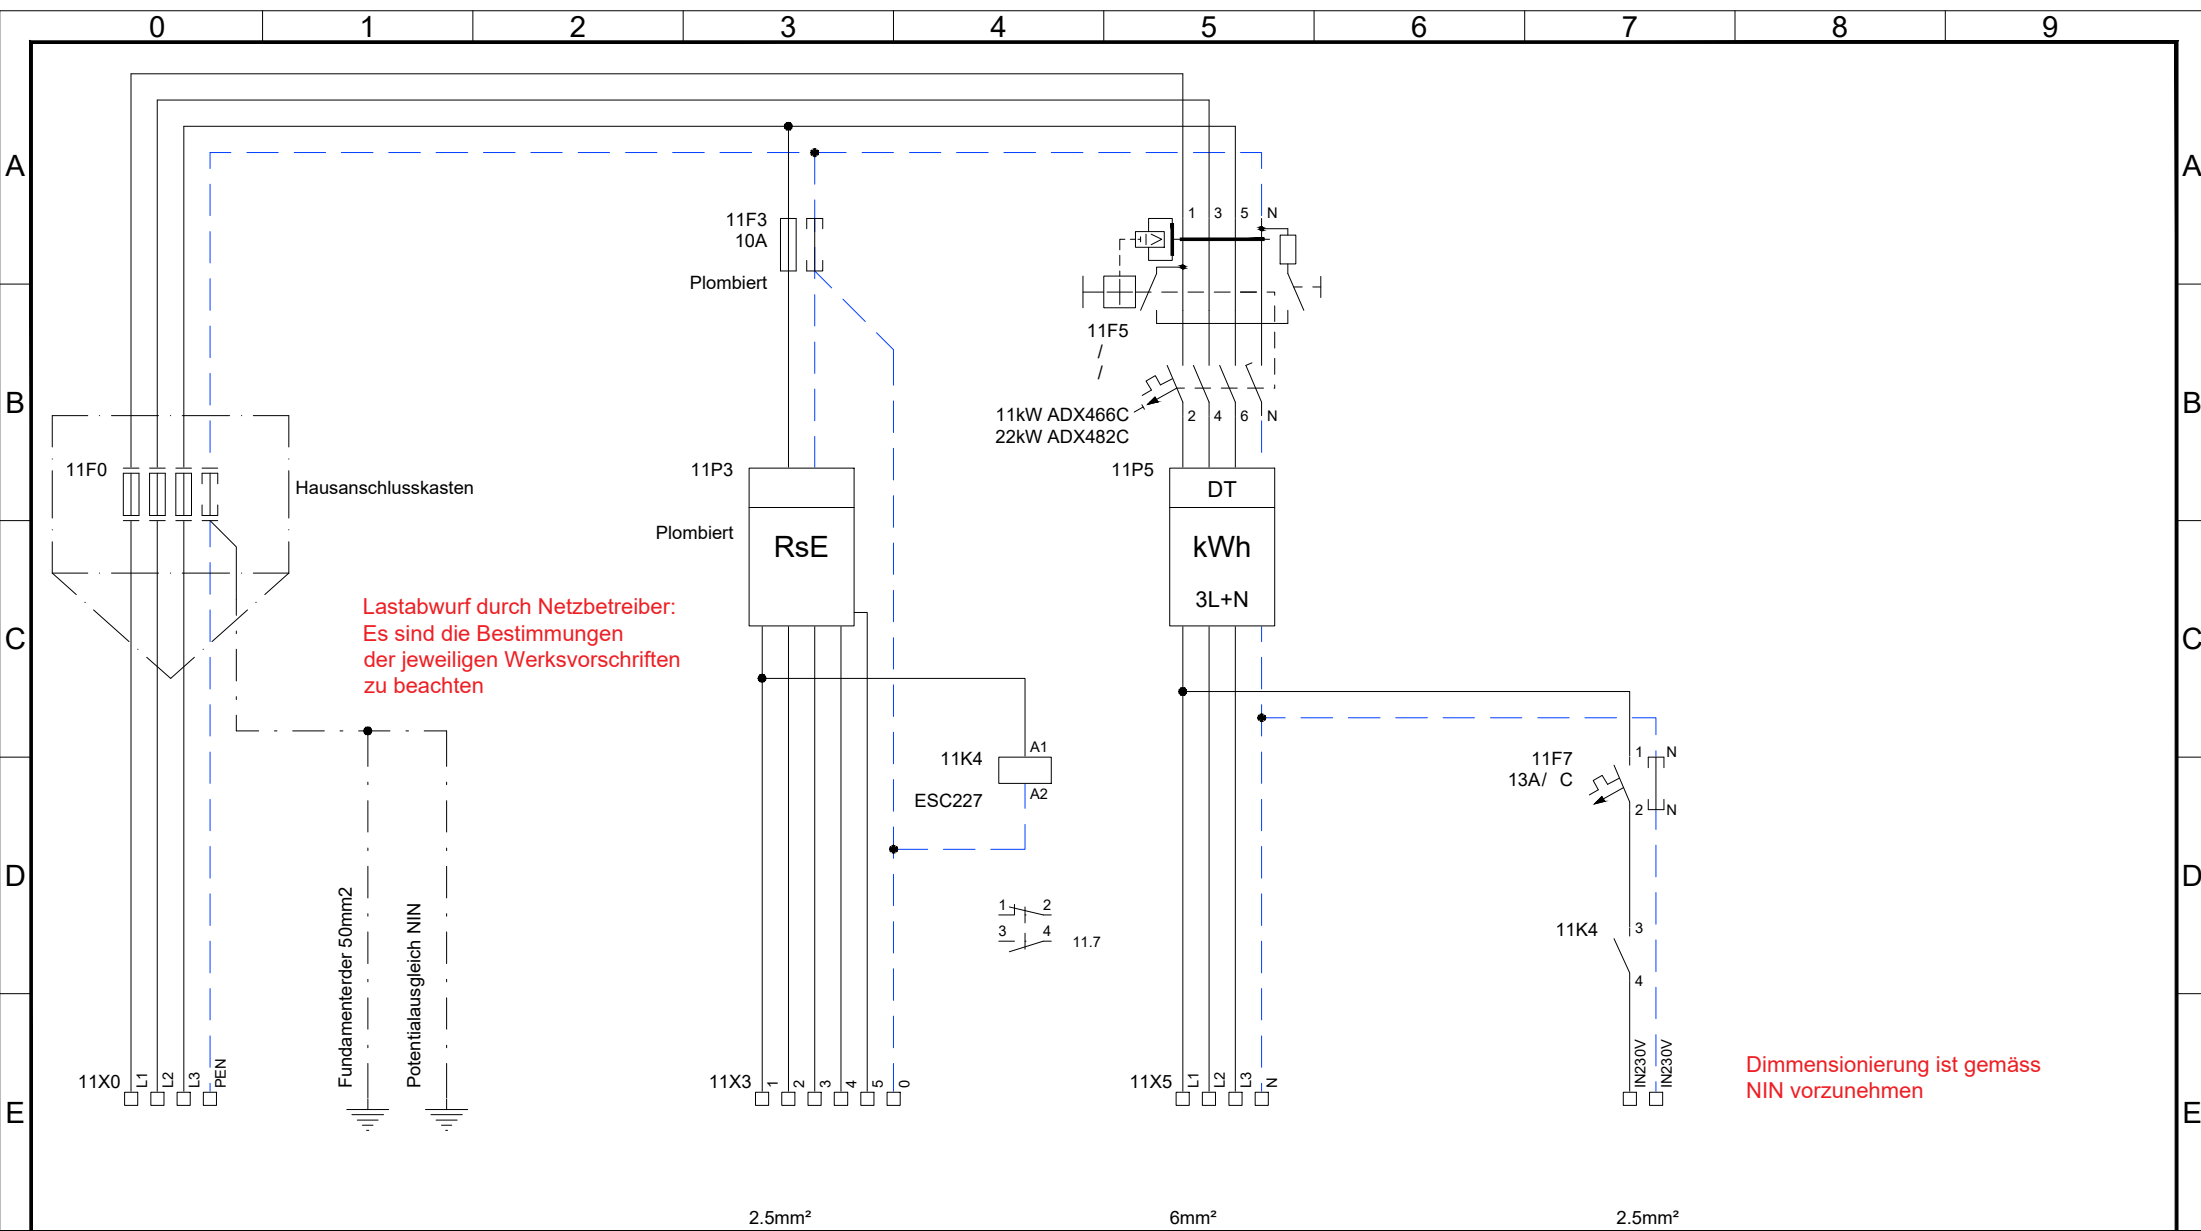 0 1 2 3 4 5 6 7 8 9
A A
11F3
10A
Plombiert
1 3 5 N
11F5
/
/
B B
11kW ADX466C
22kW ADX482C
2 4 6 N
11F0
Hausanschlusskasten
11P3
Plombiert
RsE
11P5
DT
kWh
3L+N
C C
Lastabwurf durch Netzbetreiber:
Es sind die Bestimmungen
der jeweiligen Werksvorschriften
zu beachten
11K4
ESC227
A1
A2
11F7
13A/ C
1 N
2 N
D D
1 2
3 4 11.7
11K4
3
4
Fundamenterder 50mm2
Potentialausgleich NIN
11X0 L1 L2 L3 PEN
11X3 1 2 3 4 5 0
11X5 L1 L2 L3 N
IN230V IN230V
Dimmensionierung ist gemäss
NIN vorzunehmen
E E
2.5mm² 6mm² 2.5mm²